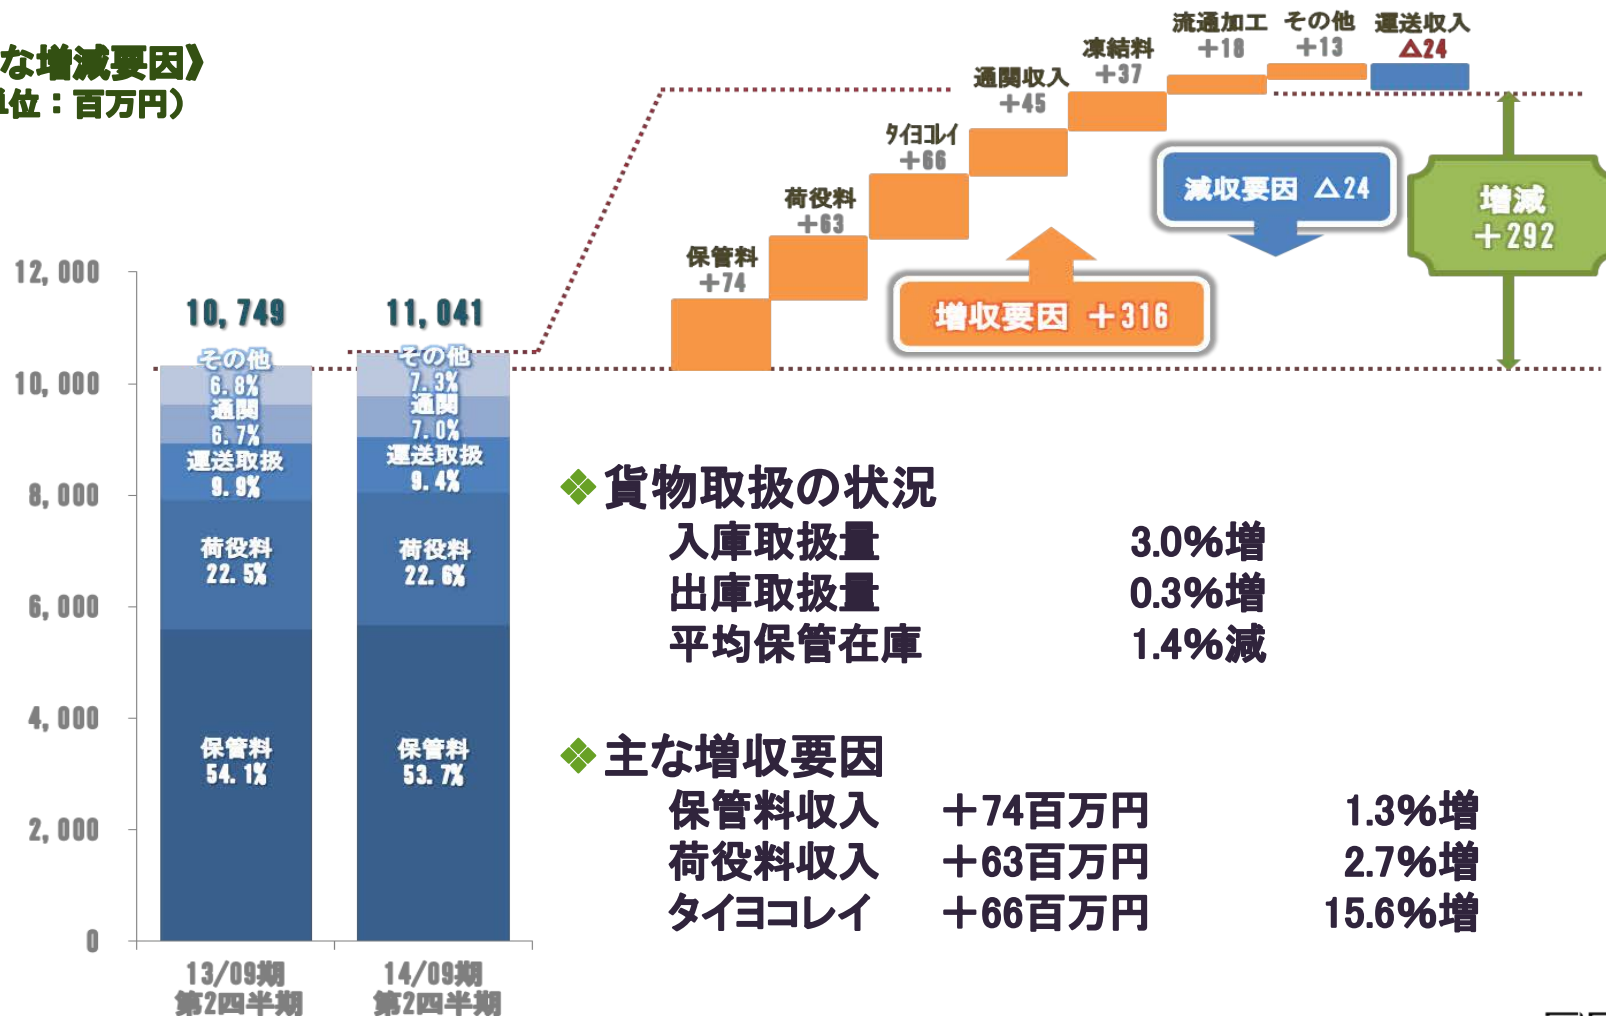 な増減要因》
位：百万円）
流通加工
+18
その他
+13
運送収入
△24
凍結料
+37
通関収入
+45
タイヨコレイ
+66
荷役料
+63
保管料
+74
減収要因 △24
増減
+292
増収要因 +316
12,000
10,000
8,000
6,000
4,000
2,000
0
10,749
その他
6.8%
通関
6.7%
運送取扱
9.9%
荷役料
22.5%
保管料
54.1%
13/09期
第2四半期
11,041
その他
7.3%
通関
7.0%
運送取扱
9.4%
荷役料
22.6%
保管料
53.7%
14/09期
第2四半期
❖貨物取扱の状況
入庫取扱量 3.0%増
出庫取扱量 0.3%増
平均保管在庫 1.4%減
❖主な増収要因
保管料収入 +74百万円 1.3%増
荷役料収入 +63百万円 2.7%増
タイヨコレイ +66百万円 15.6%増